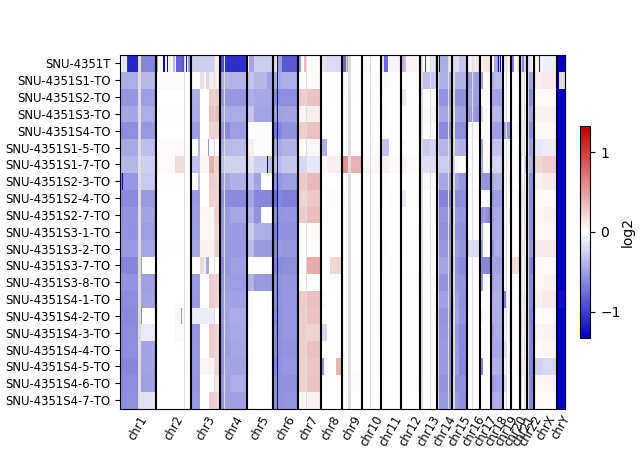 SNU-4351T
SNU-4351S1-TO
SNU-4351S2-TO
SNU-4351S3-TO
SNU-4351S4-TO
SNU-4351S1-5-TO
SNU-4351S1-7-TO
SNU-4351S2-3-TO
SNU-4351S2-4-TO
SNU-4351S2-7-TO
SNU-4351S3-1-TO
SNU-4351S3-2-TO
SNU-4351S3-7-TO
SNU-4351S3-8-TO
SNU-4351S4-1-TO
SNU-4351S4-2-TO
SNU-4351S4-3-TO
SNU-4351S4-4-TO
SNU-4351S4-5-TO
SNU-4351S4-6-TO
SNU-4351S4-7-TO
chr1 chr2 chr3 chr4 chr5 chr6 chr7 chr8 chr9 chr10 chr11 chr12 chr13 chr14 chr15 chr16 chr17 chr18 chr19 chr20 chr21 chr22 chrX chrY
1
0
−1
log2